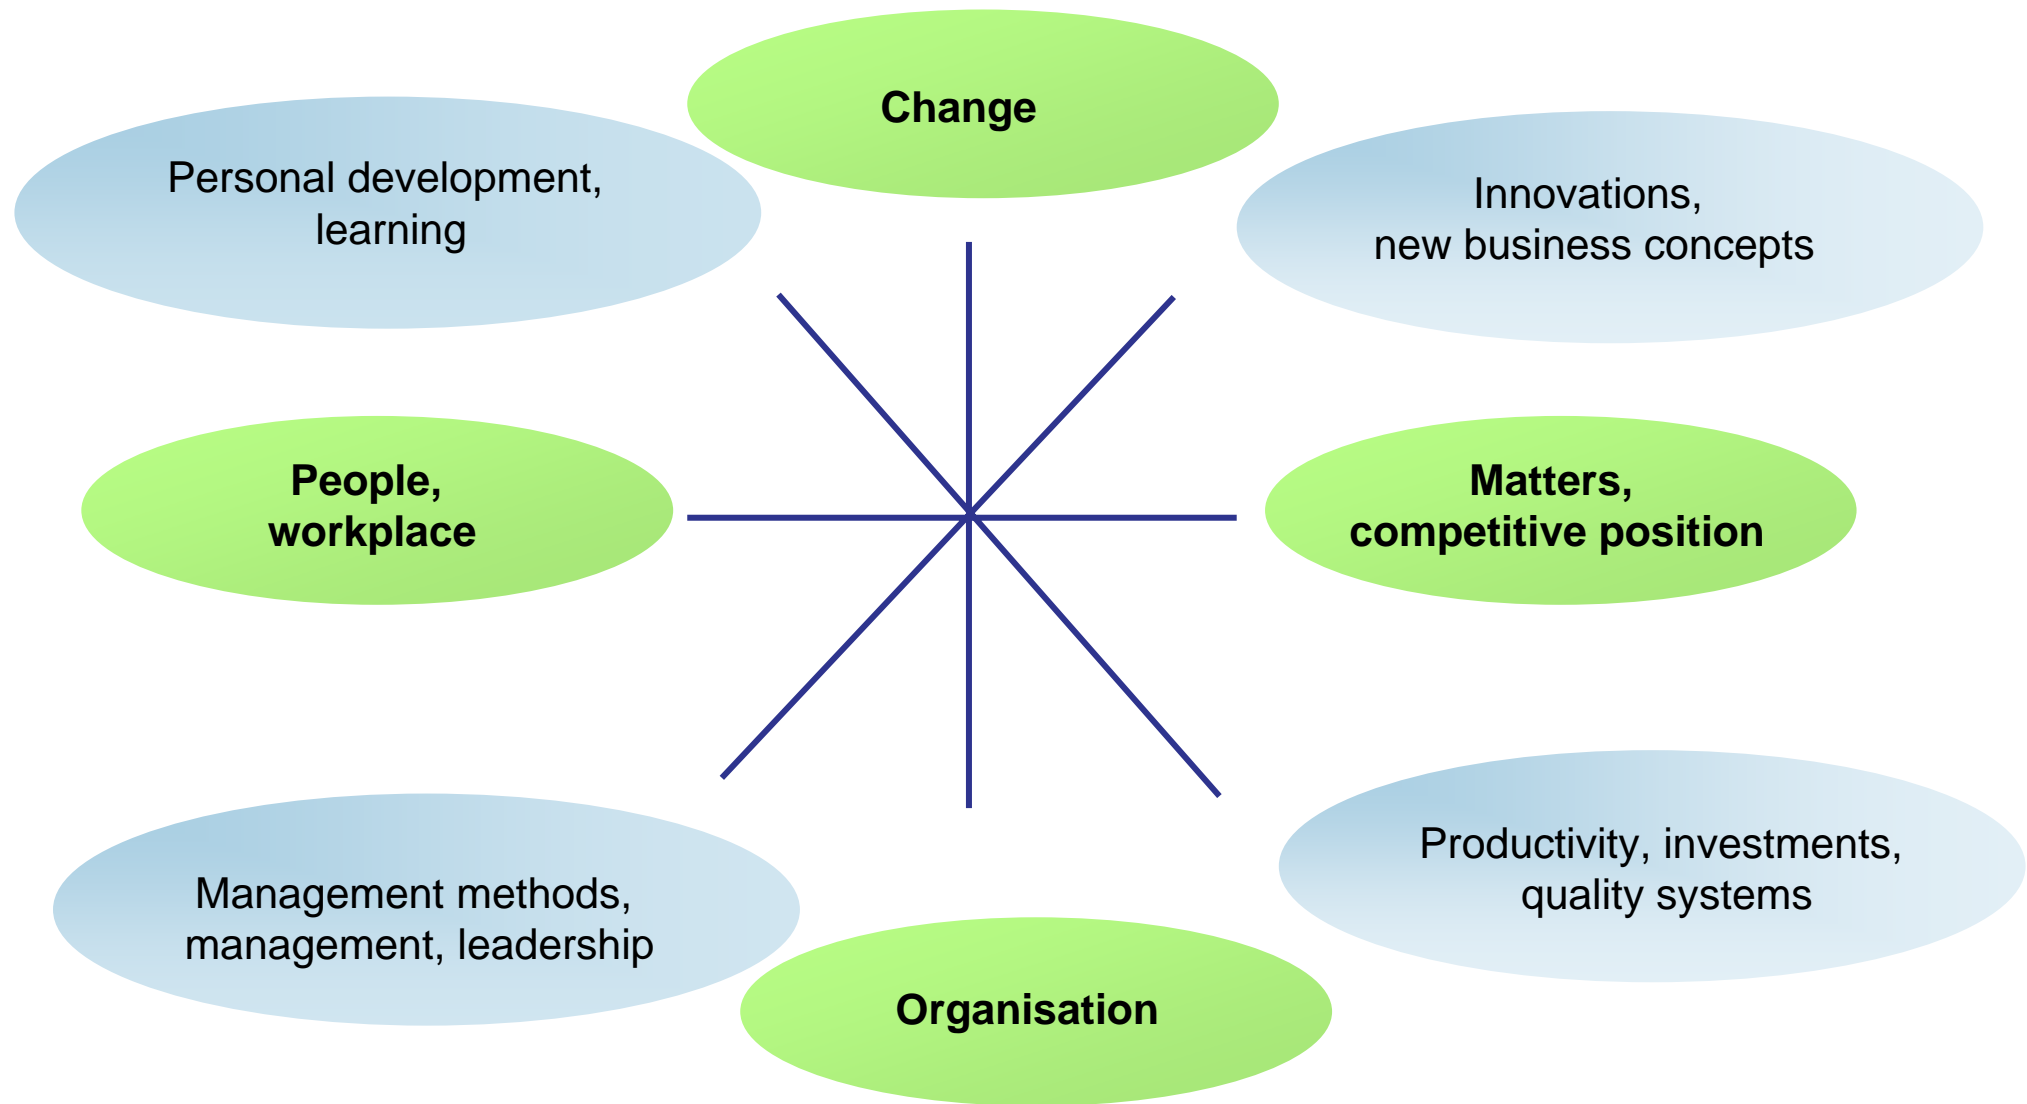 Change
Personal development,
learning
Innovations,
new business concepts
People,
workplace
Matters,
competitive position
Management methods,
management, leadership
Productivity, investments,
quality systems
Organisation